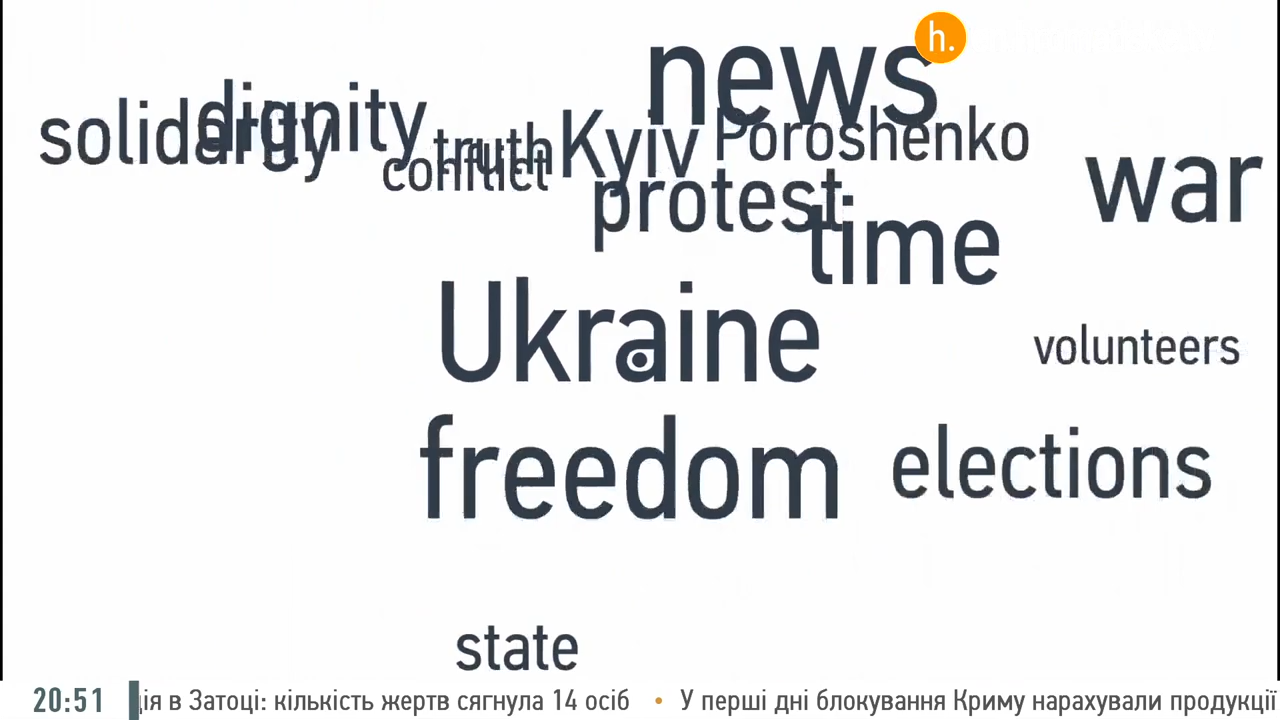 h.
news
dignity
solidarity
truth
Kyiv
Poroshenko
conflict
protest
war
time
Ukraine
volunteers
freedom
elections
state
20:51 ія в Затоці: кількість жертв сягнула 14 осіб • У перші дні блокування Криму нарахували продукції